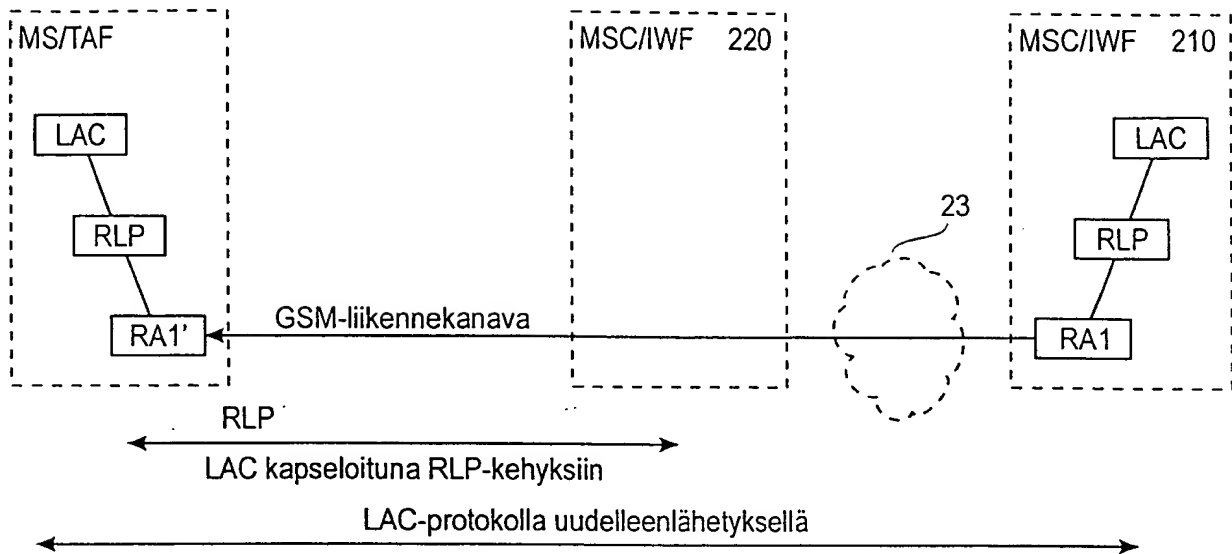 MS/TAF
MSC/IWF 220
MSC/IWF 210
LAC
LAC
23
RLP
RLP
GSM-liikennekanava
RA1'
RA1
RLP
LAC kapseloituna RLP-kehyksiin
LAC-protokolla uudelleenlähetyksellä